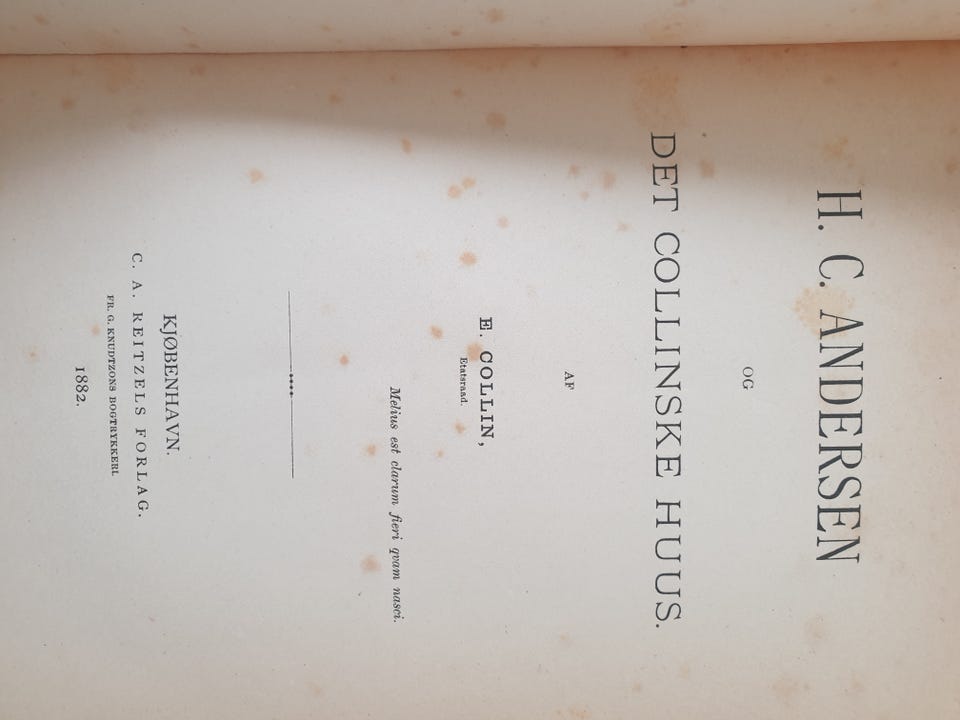 H. C. ANDERSEN
OG
DET COLLINSKE HUUS.
AF
E. COLLIN,
Etatsraad.
Melius est clarum fieri qvam nasci.
KJØBENHAVN.
C. A. REITZELS FORLAG.
FR. G. KNUDTZONS BOGTRYKKERI.
1882.